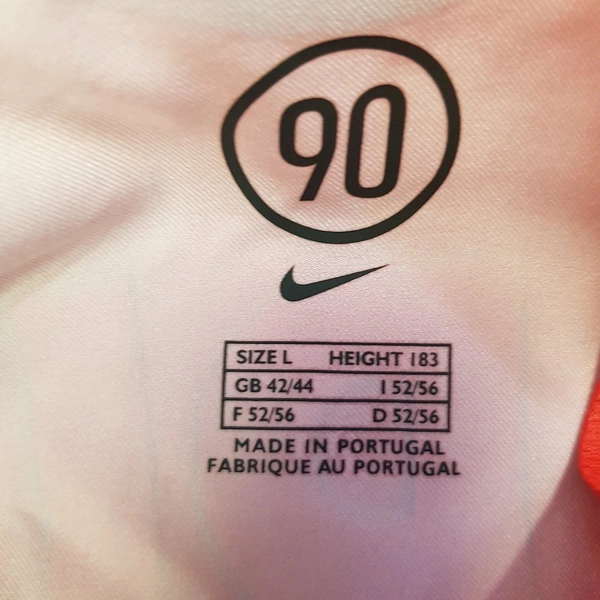 90
SIZE L HEIGHT 183
GB 42/44 I 52/56
F 52/56 D 52/56
MADE IN PORTUGAL
FABRIQUE AU PORTUGAL